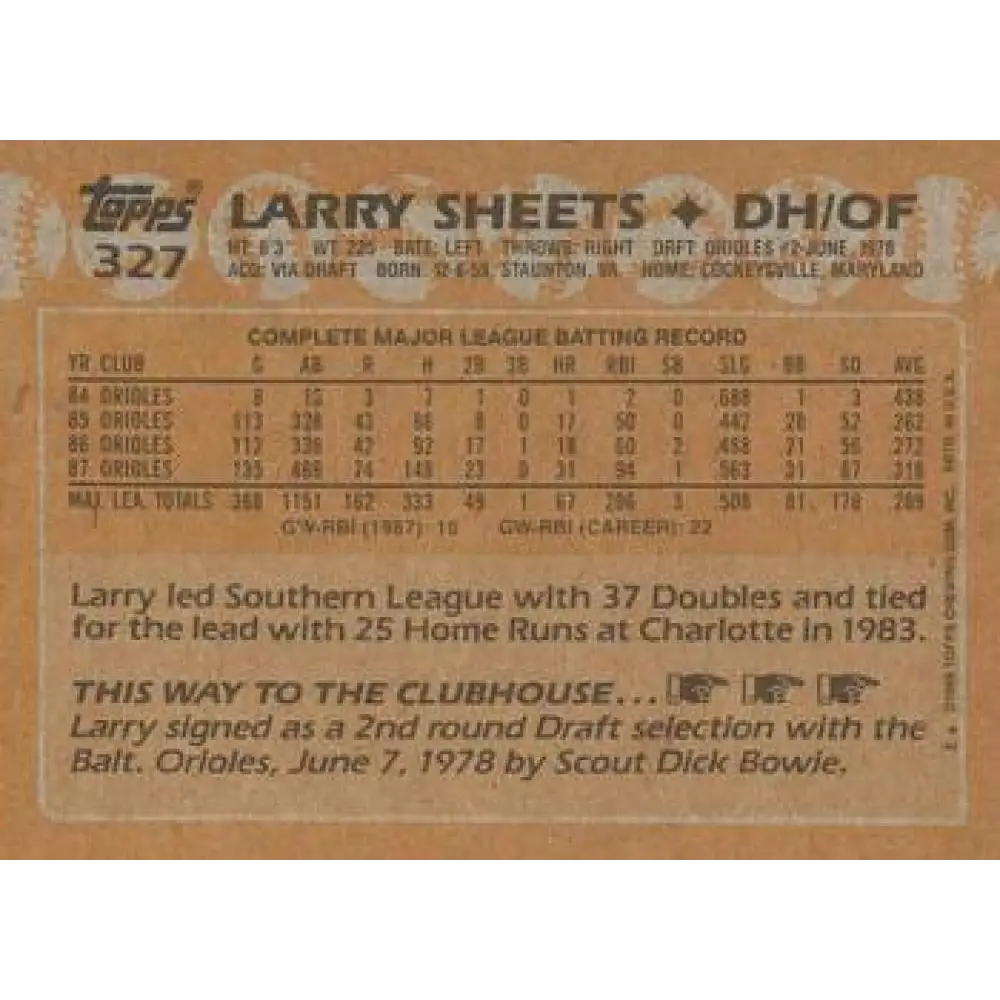 Topps®
327
LARRY SHEETS ✦ DH/OF
HT: 6'3" WT: 225 BATS: LEFT THROWS: RIGHT DRFT: ORIOLES #2-JUNE, 1978
ACQ: VIA DRAFT BORN: 12-6-59, STAUNTON, VA. HOME: COCKEYSVILLE, MARYLAND
COMPLETE MAJOR LEAGUE BATTING RECORD
YR CLUB G AB R H 2B 3B HR RBI SB SLG BB SO AVG
84 ORIOLES 8 16 3 7 1 0 1 2 0 .688 1 3 .438
85 ORIOLES 113 328 43 86 8 0 17 50 0 .442 28 52 .262
86 ORIOLES 112 338 42 92 17 1 18 60 2 .488 21 56 .272
87 ORIOLES 135 469 74 148 23 0 31 94 1 .563 31 67 .316
MAJ. LEA. TOTALS 368 1151 162 333 49 1 67 206 3 .508 81 178 .289
GW-RBI (1987): GW-RBI (CAREER): 22
Larry led Southern League with 37 Doubles and tied
for the lead with 25 Home Runs at Charlotte in 1983.
THIS WAY TO THE CLUBHOUSE...
Larry signed as a 2nd round Draft selection with the
Balt. Orioles, June 7, 1978 by Scout Dick Bowie.